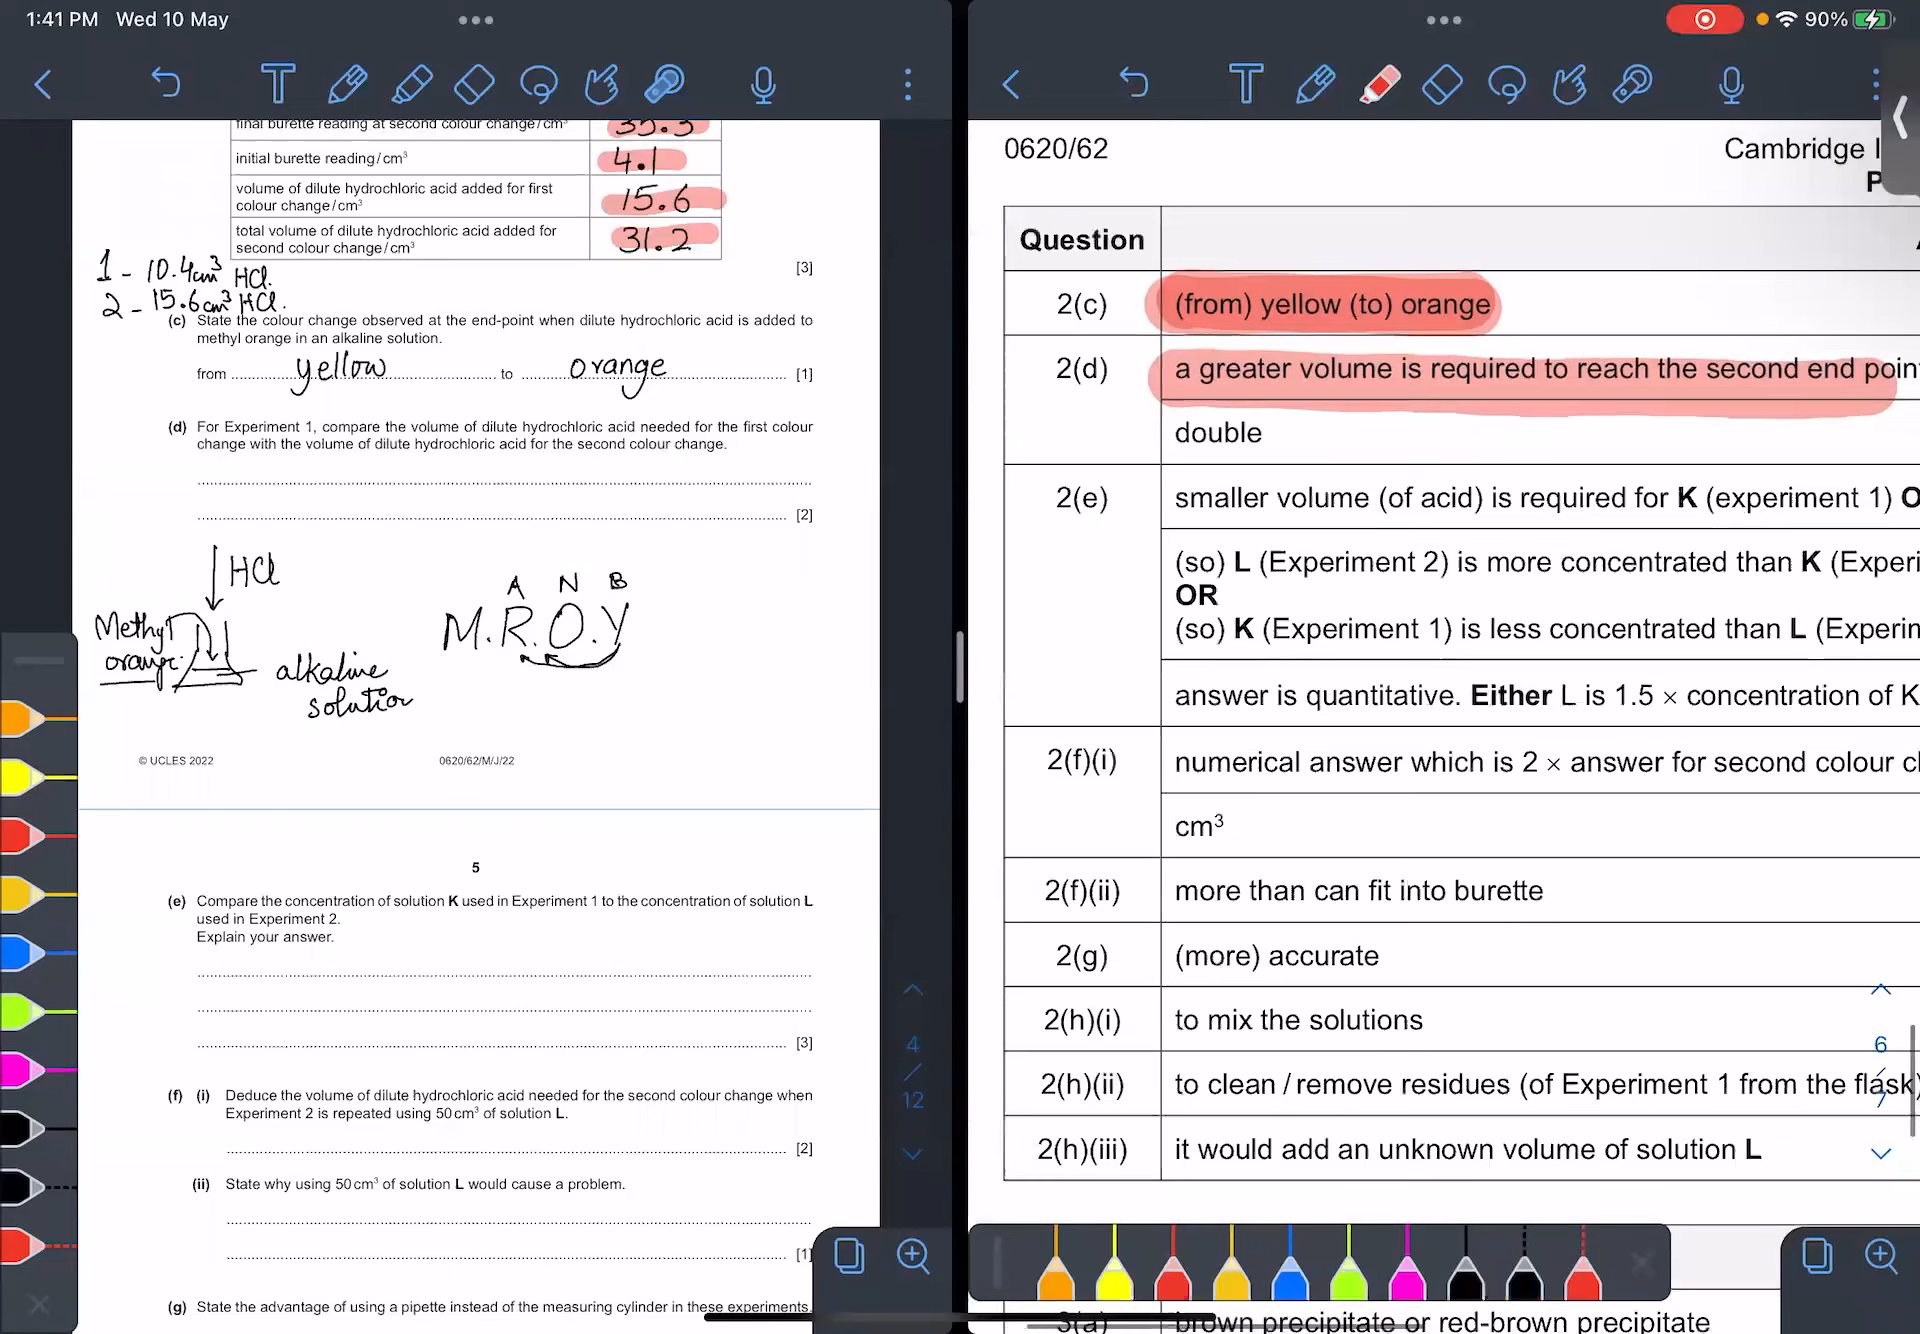 1:41 PM Wed 10 May
90%
final burette reading at second colour change/cm³ 35.3
initial burette reading/cm³ 4.1
volume of dilute hydrochloric acid added for first
colour change/cm³ 15.6
total volume of dilute hydrochloric acid added for
second colour change/cm³ 31.2
[3]
1 - 10.4cm³ HCl.
2 - 15.6cm³ HCl.
(c) State the colour change observed at the end-point when dilute hydrochloric acid is added to
methyl orange in an alkaline solution.
from yellow to orange [1]
(d) For Experiment 1, compare the volume of dilute hydrochloric acid needed for the first colour
change with the volume of dilute hydrochloric acid for the second colour change.
[2]
HCl
A N B
M.R.O.Y
Methyl
orange.
alkaline
solution
© UCLES 2022 0620/62/M/J/22
5
(e) Compare the concentration of solution K used in Experiment 1 to the concentration of solution L
used in Experiment 2.
Explain your answer.
[3]
(f) (i) Deduce the volume of dilute hydrochloric acid needed for the second colour change when
Experiment 2 is repeated using 50 cm³ of solution L.
[2]
(ii) State why using 50 cm³ of solution L would cause a problem.
[1]
(g) State the advantage of using a pipette instead of the measuring cylinder in these experiments.
4
/
12
0620/62 Cambridge I
P
Question A
2(c) (from) yellow (to) orange
2(d) a greater volume is required to reach the second end poin
double
2(e) smaller volume (of acid) is required for K (experiment 1) O
(so) L (Experiment 2) is more concentrated than K (Experi
OR
(so) K (Experiment 1) is less concentrated than L (Experim
answer is quantitative. Either L is 1.5 × concentration of K
2(f)(i) numerical answer which is 2 × answer for second colour c
cm³
2(f)(ii) more than can fit into burette
2(g) (more) accurate
2(h)(i) to mix the solutions
2(h)(ii) to clean / remove residues (of Experiment 1 from the flask)
2(h)(iii) it would add an unknown volume of solution L
6
/
7
3(a) brown precipitate or red-brown precipitate